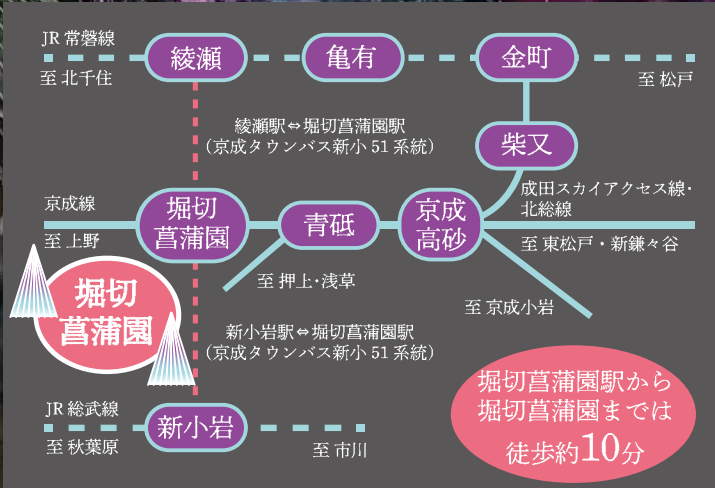 JR 常磐線
至 北千住
綾瀬
亀有
金町
至 松戸
綾瀬駅⇔堀切菖蒲園駅
(京成タウンバス新小51系統)
柴又
成田スカイアクセス線・
北総線
京成線
至 上野
堀切
菖蒲園
青砥
京成
高砂
至 東松戸・新鎌ヶ谷
至 押上・浅草
至 京成小岩
堀切
菖蒲園
新小岩駅⇔堀切菖蒲園駅
(京成タウンバス新小51系統)
JR 総武線
至 秋葉原
新小岩
至 市川
堀切菖蒲園駅から
堀切菖蒲園までは
徒歩約10分